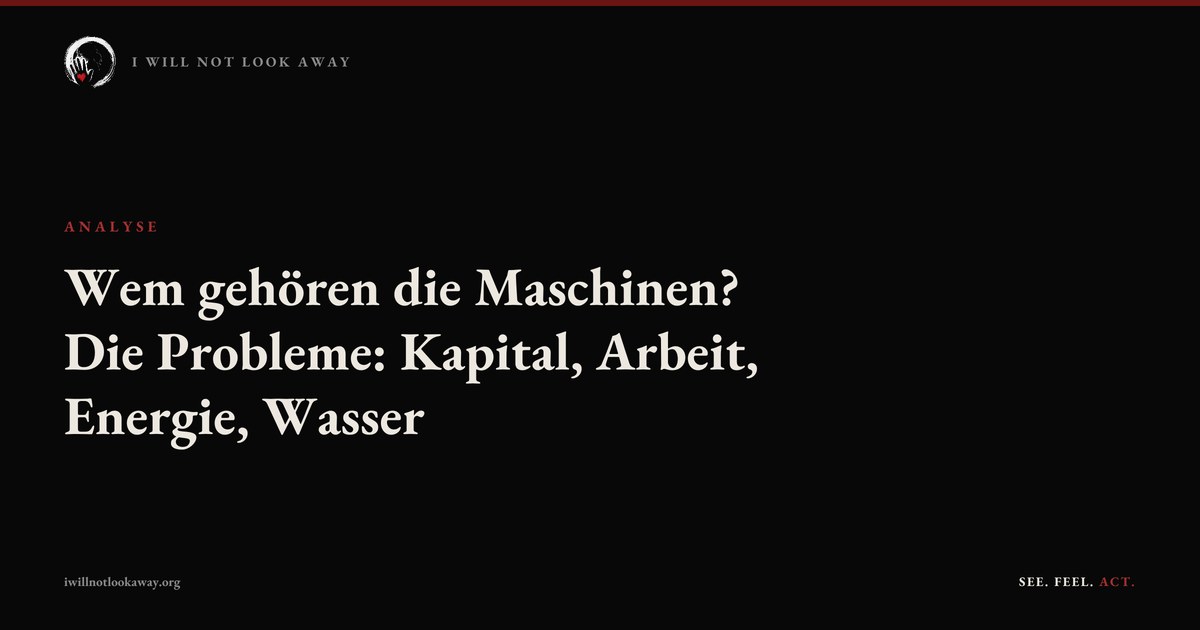 I WILL NOT LOOK AWAY
ANALYSE
Wem gehören die Maschinen?
Die Probleme: Kapital, Arbeit,
Energie, Wasser
iwillnotlookaway.org
SEE. FEEL. ACT.